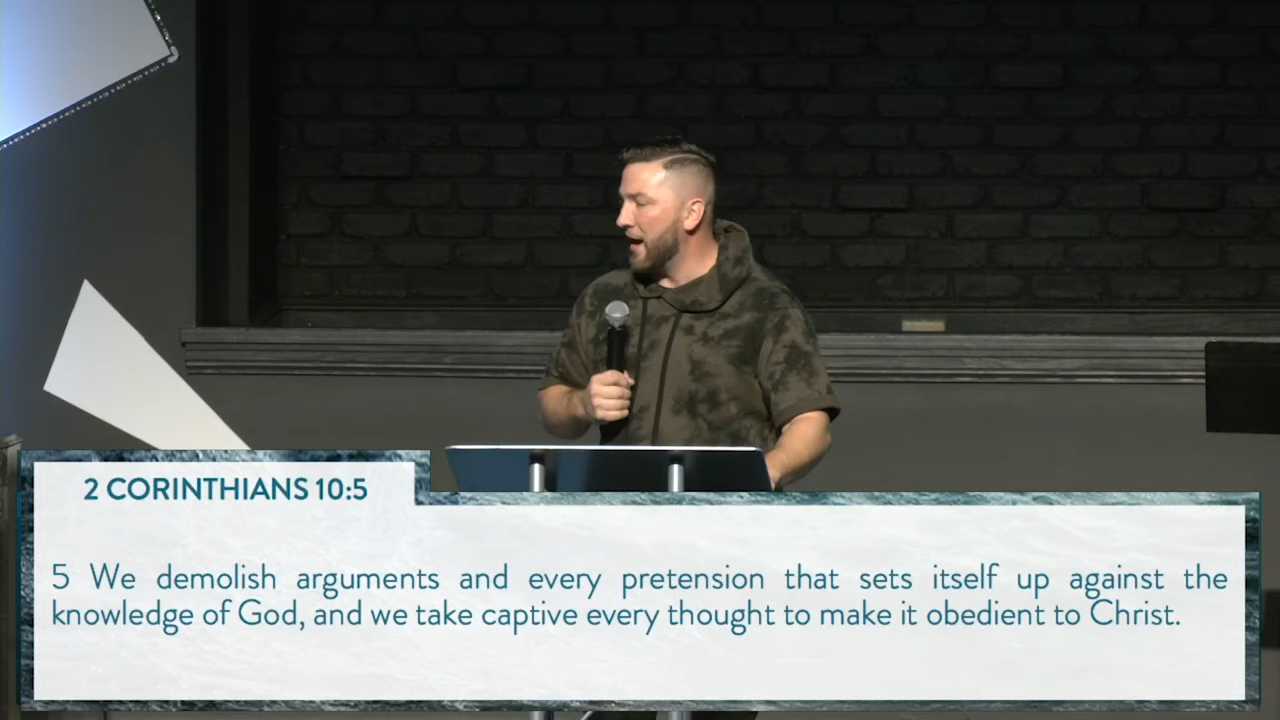 2 CORINTHIANS 10:5
5 We demolish arguments and every pretension that sets itself up against the
knowledge of God, and we take captive every thought to make it obedient to Christ.